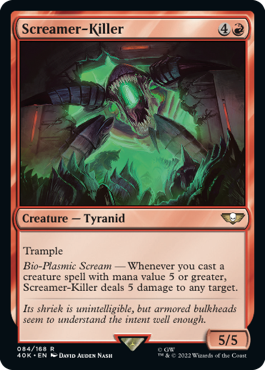 Screamer-Killer 4
Creature — Tyranid
Trample
Bio-Plasmic Scream — Whenever you cast a
creature spell with mana value 5 or greater,
Screamer-Killer deals 5 damage to any target.
Its shriek is unintelligible, but armored bulkheads
seem to understand the intent well enough.
5/5
084/168 R
40K • EN DAVID AUDEN NASH
© GW
™ & © 2022 Wizards of the Coast